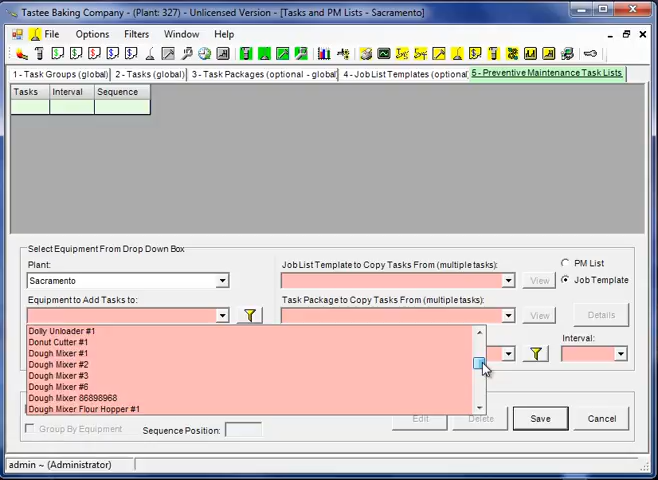 Tastee Baking Company - (Plant: 327) - Unlicensed Version - [Tasks and PM Lists - Sacramento]
File Options Filters Window Help
1 - Task Groups (global) 2 - Tasks (global) 3 - Task Packages (optional - global) 4 - Job List Templates (optional 5 - Preventive Maintenance Task Lists
Tasks Interval Sequence
Select Equipment From Drop Down Box
Plant: Job List Template to Copy Tasks From (multiple tasks): PM List
Sacramento View Job Template
Equipment to Add Tasks to: Task Package to Copy Tasks From (multiple tasks):
View Details
Dolly Unloader #1
Donut Cutter #1 Interval:
Dough Mixer #1
Dough Mixer #2
Dough Mixer #3
Dough Mixer #6
Dough Mixer 86898968
Dough Mixer Flour Hopper #1
Edit Delete Save Cancel
Group By Equipment Sequence Position:
admin ~ (Administrator)